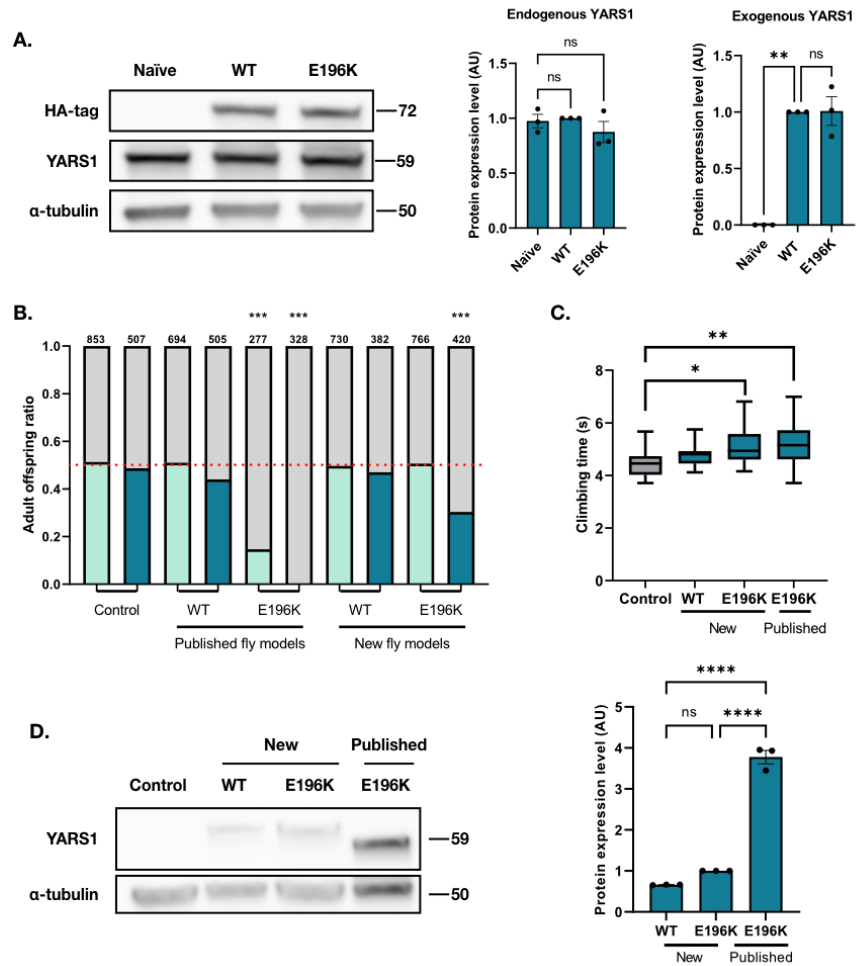 A.
Naïve WT E196K
HA-tag 72
YARS1 59
α-tubulin 50
Endogenous YARS1
Protein expression level (AU)
1.5
1.0
0.5
0.0
ns
ns
Naïve
WT
E196K
Exogenous YARS1
Protein expression level (AU)
1.5
1.0
0.5
0.0
** ns
Naïve
WT
E196K
B.
*** *** ***
853 507 694 505 277 328 730 382 766 420
Adult offspring ratio
1.0
0.8
0.6
0.4
0.2
0.0
Control WT E196K WT E196K
Published fly models New fly models
C.
**
*
Climbing time (s)
8
6
4
2
0
Control WT E196K E196K
New Published
D.
New Published
Control WT E196K E196K
YARS1 59
α-tubulin 50
****
ns ****
Protein expression level (AU)
5
4
3
2
1
0
WT E196K E196K
New Published